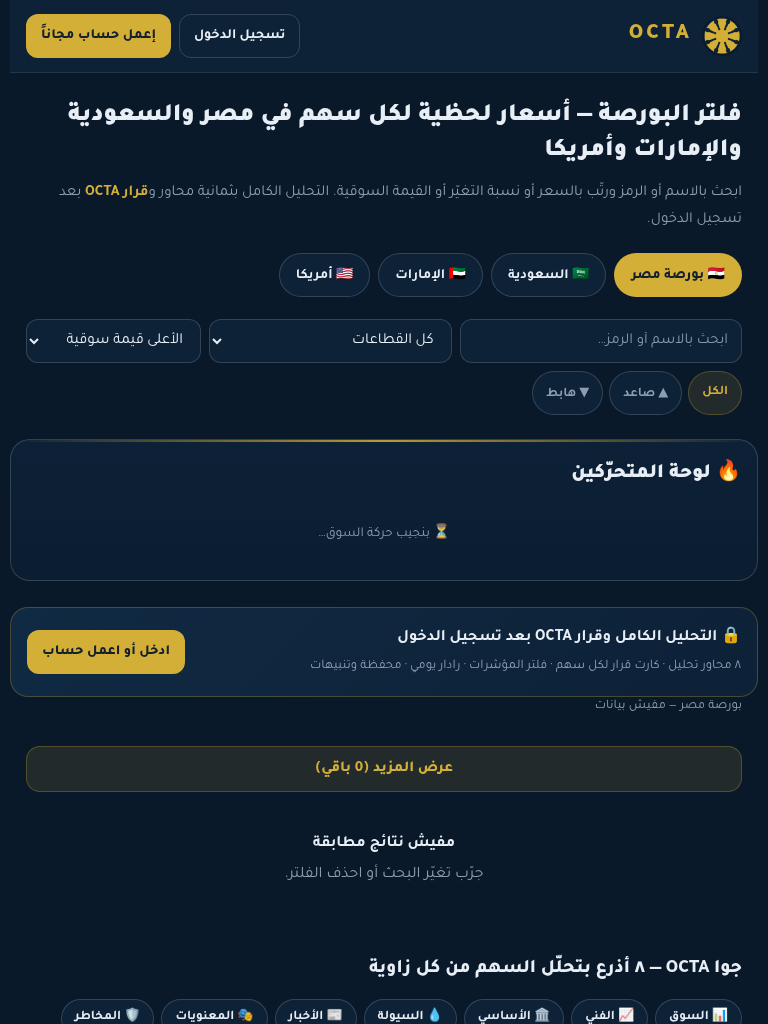 OCTA
تسجيل الدخول
إعمل حساب مجاناً
فلتر البورصة — أسعار لحظية لكل سهم في مصر والسعودية
والإمارات وأمريكا
ابحث بالاسم أو الرمز ورتّب بالسعر أو نسبة التغيّر أو القيمة السوقية. التحليل الكامل بثمانية محاور وقرار OCTA بعد
تسجيل الدخول.
🇪🇬 بورصة مصر
🇸🇦 السعودية
🇦🇪 الإمارات
🇺🇸 أمريكا
ابحث بالاسم أو الرمز...
كل القطاعات
الأعلى قيمة سوقية
الكل
▲ صاعد
▼ هابط
🔥 لوحة المتحرّكين
⏳ بنجيب حركة السوق...
🔒 التحليل الكامل وقرار OCTA بعد تسجيل الدخول
٨ محاور تحليل · كارت قرار لكل سهم · فلتر المؤشرات · رادار يومي · محفظة وتنبيهات
ادخل أو اعمل حساب
بورصة مصر — مفيش بيانات
عرض المزيد (0 باقي)
مفيش نتائج مطابقة
جرّب تغيّر البحث أو احذف الفلتر.
جوا OCTA — ٨ أذرع بتحلّل السهم من كل زاوية
📊 السوق
📈 الفني
🏛️ الأساسي
💧 السيولة
📰 الأخبار
🎭 المعنويات
🛡️ المخاطر